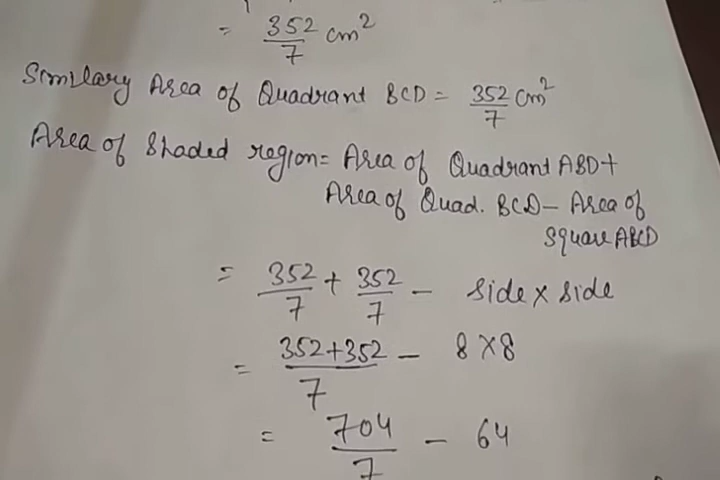 = 352/7 cm²
Similary Area of Quadrant BCD = 352/7 cm²
Area of Shaded region = Area of Quadrant ABD +
Area of Quad. BCD - Area of
Square ABCD
= 352/7 + 352/7 - Side × Side
= 352+352/7 - 8 × 8
= 704/7 - 64